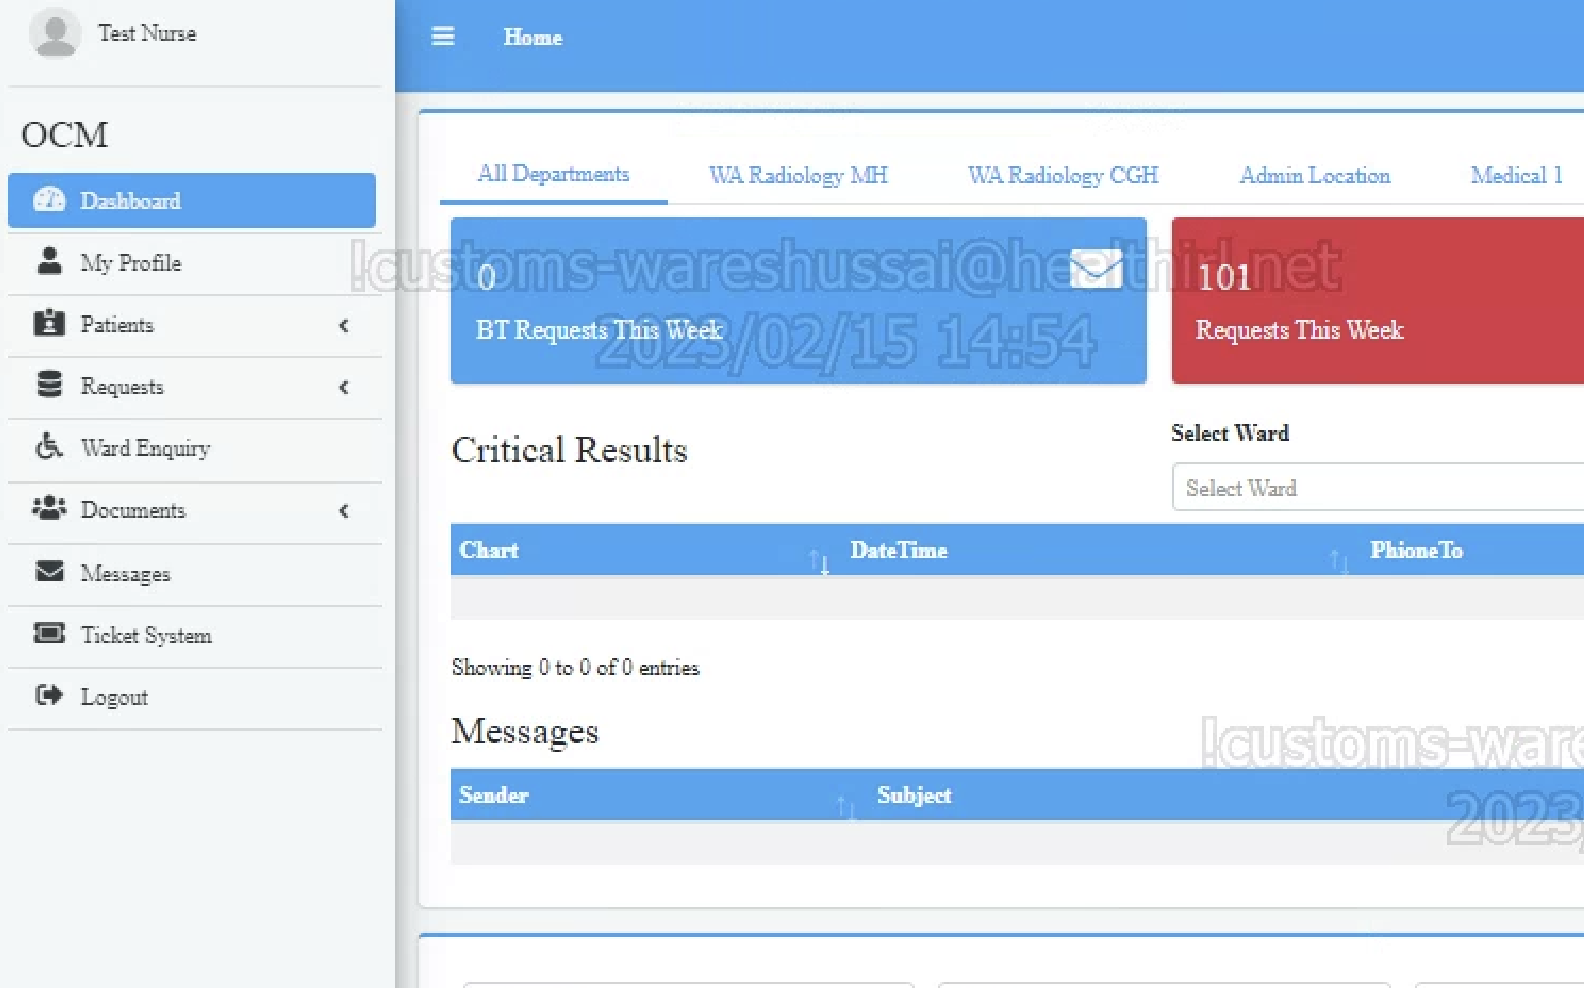 Test Nurse
Home
OCM
Dashboard
My Profile
Patients
Requests
Ward Enquiry
Documents
Messages
Ticket System
Logout
All Departments
WA Radiology MH
WA Radiology CGH
Admin Location
Medical 1
0
BT Requests This Week
101
Requests This Week
!customs-wareshussai@healthirl.net
2023/02/15 14:54
Critical Results
Select Ward
Select Ward
Chart
DateTime
PhioneTo
Showing 0 to 0 of 0 entries
Messages
!customs-ware
Sender
Subject
2023/